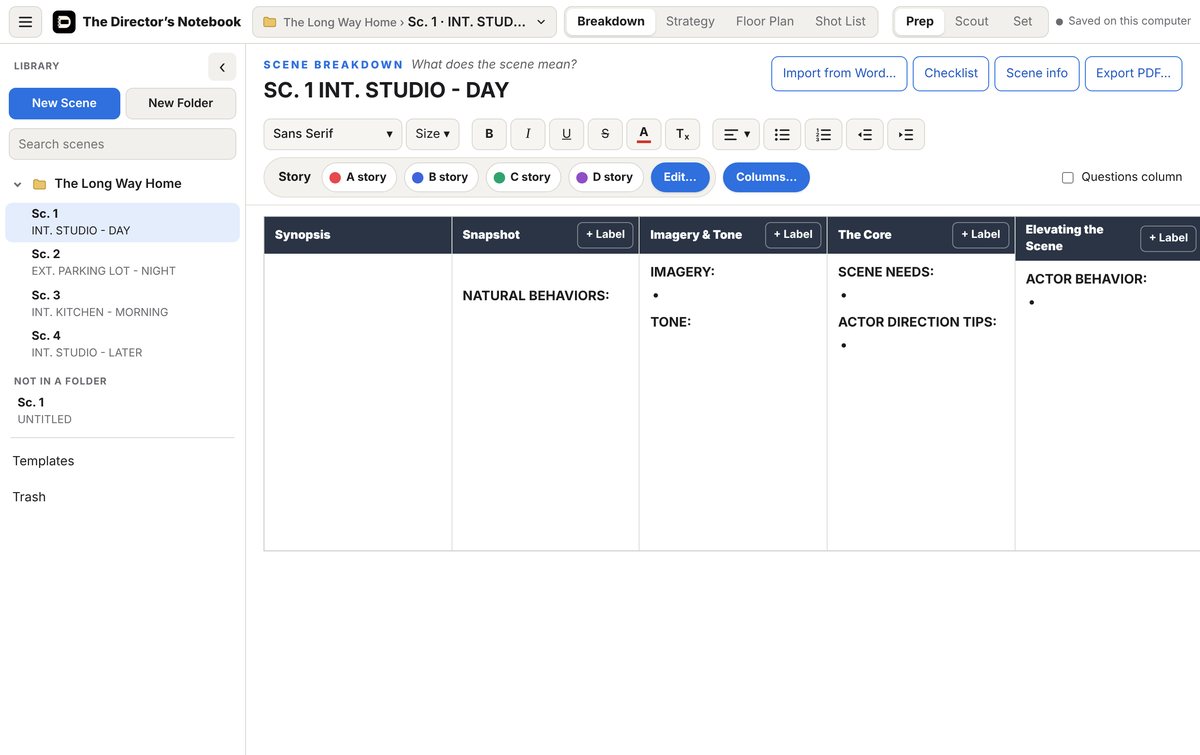 The Director's Notebook
The Long Way Home › Sc. 1 · INT. STUD...
Breakdown Strategy Floor Plan Shot List
Prep Scout Set
Saved on this computer
LIBRARY
New Scene New Folder
Search scenes
The Long Way Home
Sc. 1
INT. STUDIO - DAY
Sc. 2
EXT. PARKING LOT - NIGHT
Sc. 3
INT. KITCHEN - MORNING
Sc. 4
INT. STUDIO - LATER
NOT IN A FOLDER
Sc. 1
UNTITLED
Templates
Trash
SCENE BREAKDOWN What does the scene mean?
SC. 1 INT. STUDIO - DAY
Import from Word... Checklist Scene info Export PDF...
Sans Serif ▾ Size ▾ B I U S A Tx
Story A story B story C story D story Edit... Columns... Questions column
Synopsis
Snapshot + Label
NATURAL BEHAVIORS:
Imagery & Tone + Label
IMAGERY:
•
TONE:
The Core + Label
SCENE NEEDS:
•
ACTOR DIRECTION TIPS:
•
Elevating the
Scene + Label
ACTOR BEHAVIOR:
•